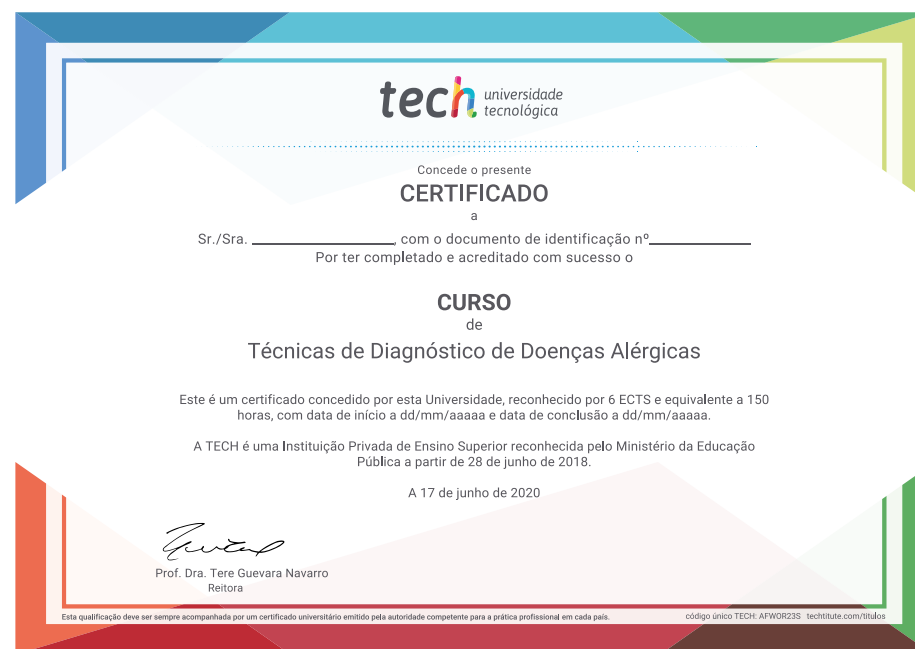 tech universidade
tecnológica
Concede o presente
CERTIFICADO
a
Sr./Sra. ____________________, com o documento de identificação nº______________
Por ter completado e acreditado com sucesso o
CURSO
de
Técnicas de Diagnóstico de Doenças Alérgicas
Este é um certificado concedido por esta Universidade, reconhecido por 6 ECTS e equivalente a 150
horas, com data de início a dd/mm/aaaaa e data de conclusão a dd/mm/aaaaa.
A TECH é uma Instituição Privada de Ensino Superior reconhecida pelo Ministério da Educação
Pública a partir de 28 de junho de 2018.
A 17 de junho de 2020
Prof. Dra. Tere Guevara Navarro
Reitora
Esta qualificação deve ser sempre acompanhada por um certificado universitário emitido pela autoridade competente para a prática profissional em cada país. código único TECH: AFWOR23S techtitute.com/titulos